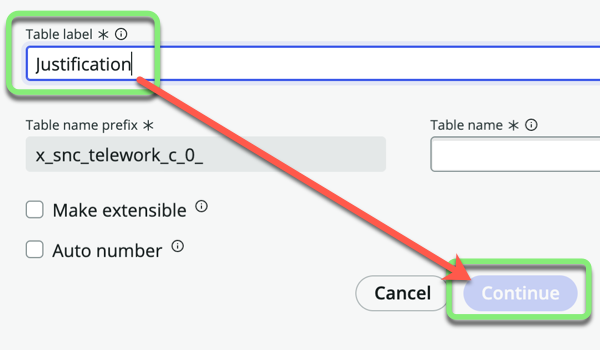 Table label * ⓘ
Justification
Table name prefix *
Table name * ⓘ
x_snc_telework_c_0_
Make extensible ⓘ
Auto number ⓘ
Cancel
Continue